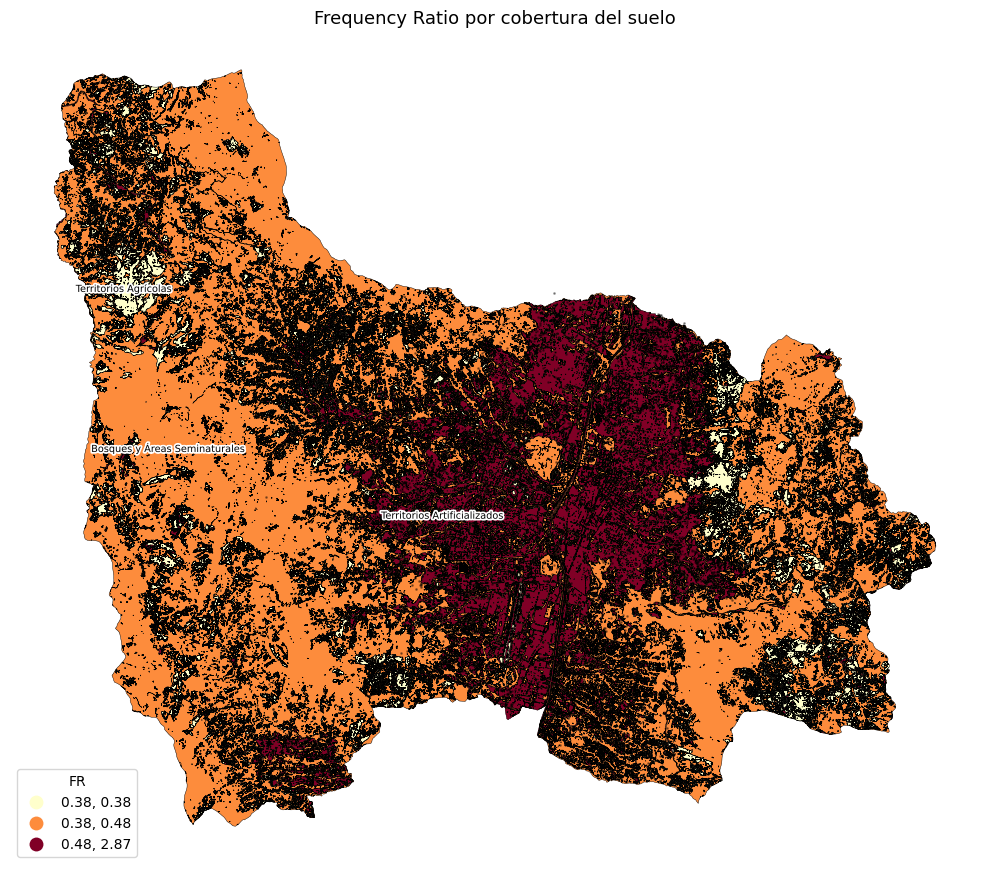 Frequency Ratio por cobertura del suelo
Territorios Agrícolas
Bosques y Áreas Seminaturales
Territorios Artificializados
FR
0.38, 0.38
0.38, 0.48
0.48, 2.87